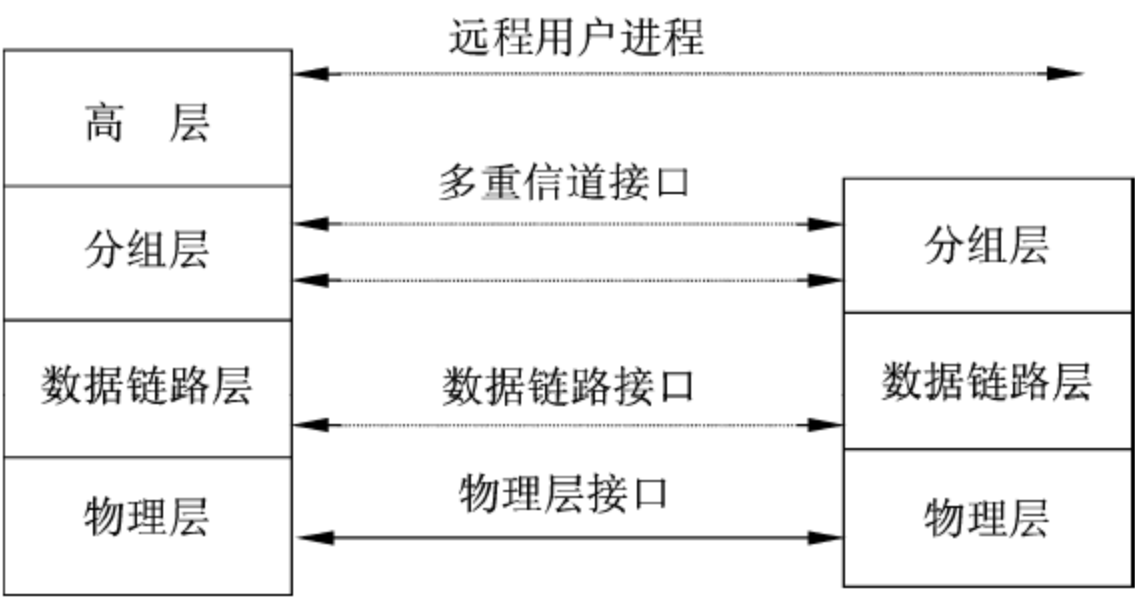 远程用户进程
高 层
多重信道接口
分组层
分组层
数据链路层
数据链路接口
数据链路层
物理层接口
物理层
物理层